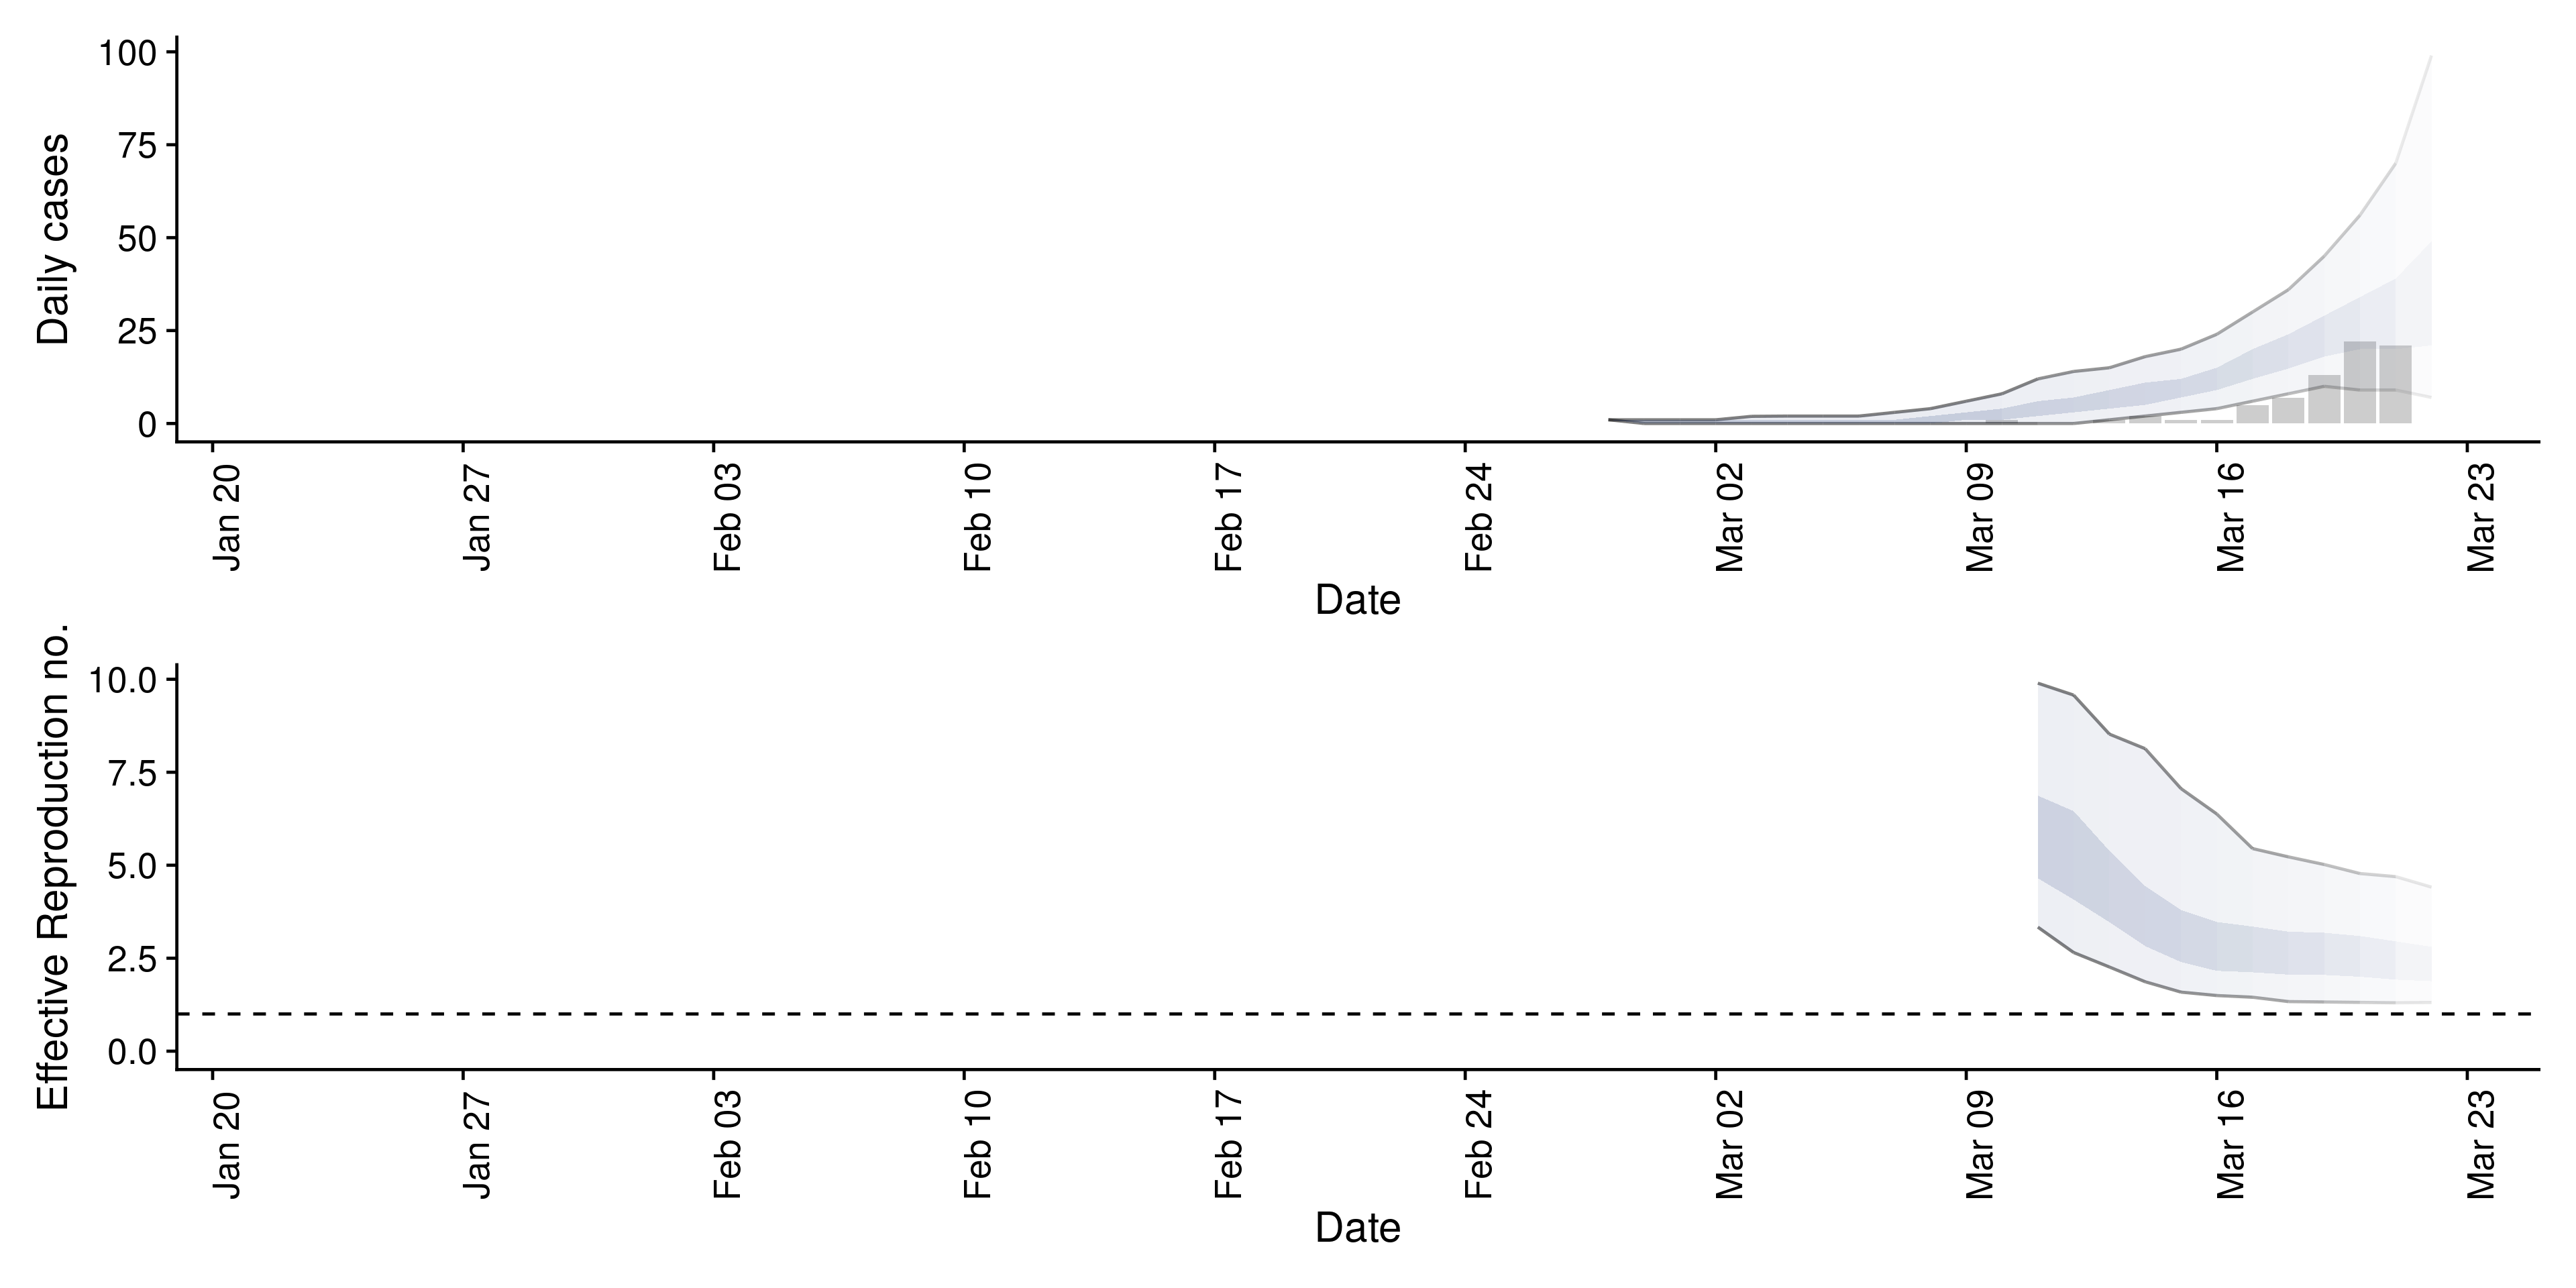 Daily cases
100
75
50
25
0
Jan 20
Jan 27
Feb 03
Feb 10
Feb 17
Feb 24
Mar 02
Mar 09
Mar 16
Mar 23
Date
Effective Reproduction no.
10.0
7.5
5.0
2.5
0.0
Jan 20
Jan 27
Feb 03
Feb 10
Feb 17
Feb 24
Mar 02
Mar 09
Mar 16
Mar 23
Date